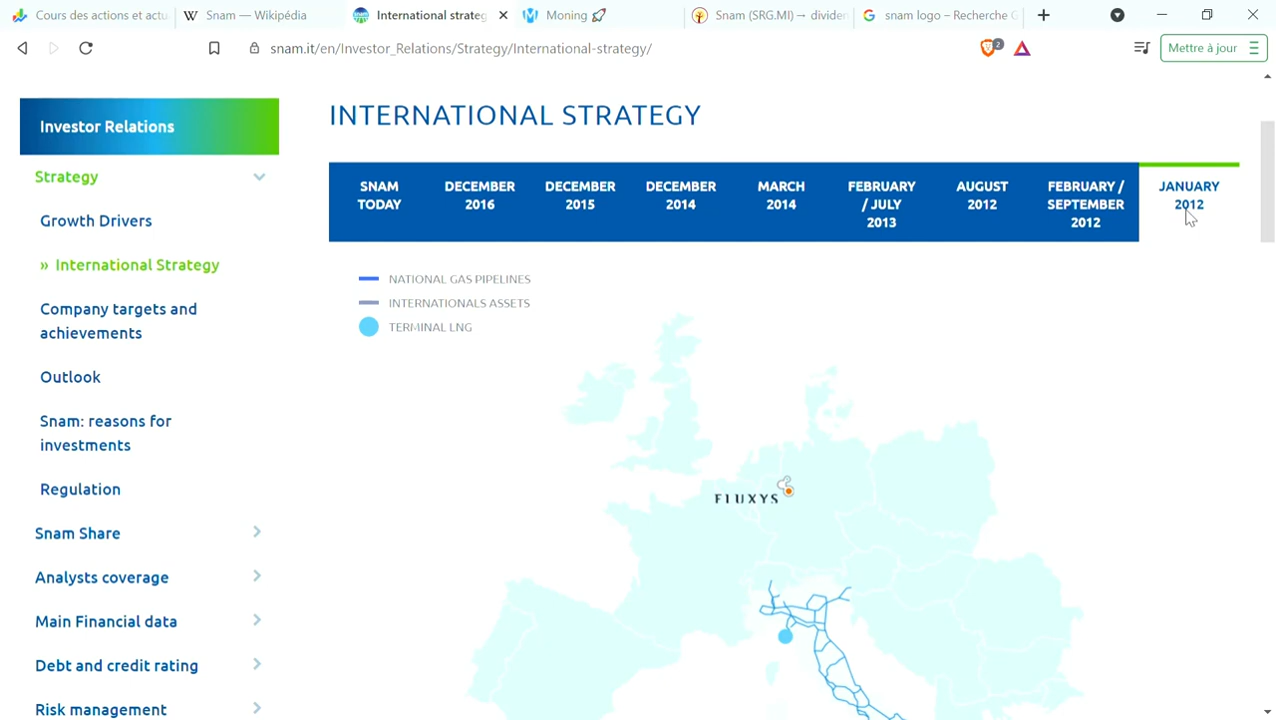 Cours des actions et actu
Snam — Wikipédia
International strateg
Moning
Snam (SRG.MI) → divide
snam logo – Recherche G
snam.it/en/Investor_Relations/Strategy/International-strategy/
2
Mettre à jour
Investor Relations
Strategy
Growth Drivers
» International Strategy
Company targets and
achievements
Outlook
Snam: reasons for
investments
Regulation
Snam Share
Analysts coverage
Main Financial data
Debt and credit rating
Risk management
INTERNATIONAL STRATEGY
SNAM
TODAY
DECEMBER
2016
DECEMBER
2015
DECEMBER
2014
MARCH
2014
FEBRUARY
/ JULY
2013
AUGUST
2012
FEBRUARY /
SEPTEMBER
2012
JANUARY
2012
NATIONAL GAS PIPELINES
INTERNATIONALS ASSETS
TERMINAL LNG
FLUXYS